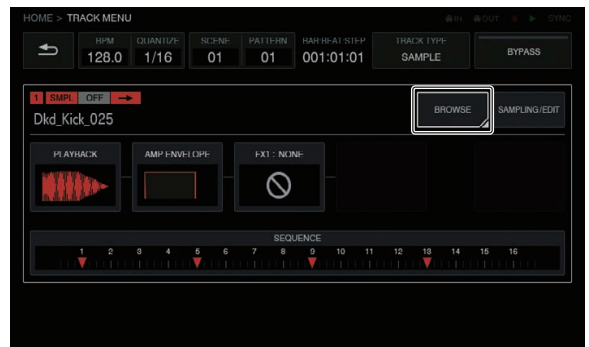 HOME > TRACK MENU
IN OUT SYNC
BPM QUANTIZE SCENE PATTERN BAR:BEAT:STEP TRACK TYPE
128.0 1/16 01 01 001:01:01 SAMPLE BYPASS
1 SMPL OFF
BROWSE SAMPLING/EDIT
Dkd_Kick_025
PLAYBACK AMP ENVELOPE FX1 : NONE
SEQUENCE
1 2 3 4 5 6 7 8 9 10 11 12 13 14 15 16